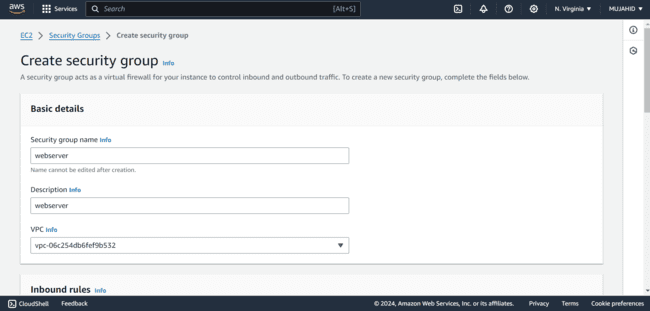 aws
Services
Search
[Alt+S]
N. Virginia
MUJAHID
EC2 > Security Groups > Create security group
Create security group Info
A security group acts as a virtual firewall for your instance to control inbound and outbound traffic. To create a new security group, complete the fields below.
Basic details
Security group name Info
webserver
Name cannot be edited after creation.
Description Info
webserver
VPC Info
vpc-06c254db6fef9b532
Inbound rules Info
CloudShell
Feedback
© 2024, Amazon Web Services, Inc. or its affiliates.
Privacy
Terms
Cookie preferences